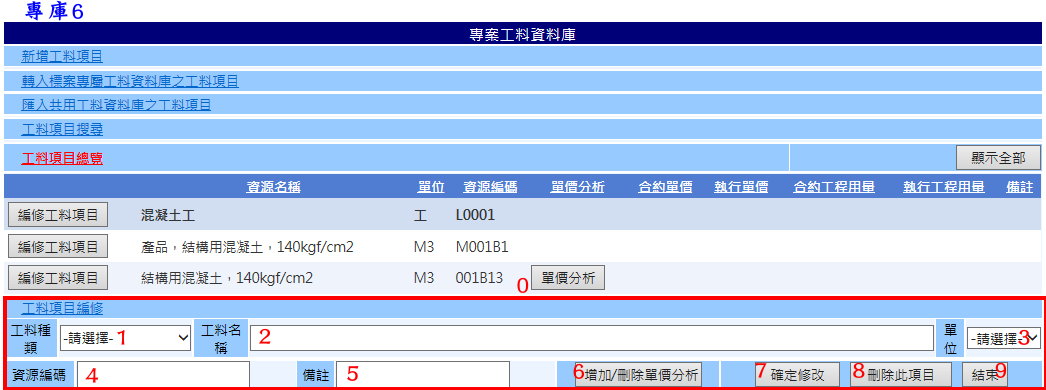 專庫6
專案工料資料庫
新增工料項目
轉入標案專屬工料資料庫之工料項目
匯入共用工料資料庫之工料項目
工料項目搜尋
工料項目總覽 顯示全部
資源名稱 單位 資源編碼 單價分析 合約單價 執行單價 合約工程用量 執行工程用量 備註
編修工料項目 混凝土工 工 L0001
編修工料項目 產品，結構用混凝土，140kgf/cm2 M3 M001B1
編修工料項目 結構用混凝土，140kgf/cm2 M3 001B13 0 單價分析
工料項目編修
工料種類 -請選擇- 1 工料名稱 2 單位 -請選擇- 3
資源編碼 4 備註 5 6 增加/刪除單價分析 7 確定修改 8 刪除此項目 結束 9